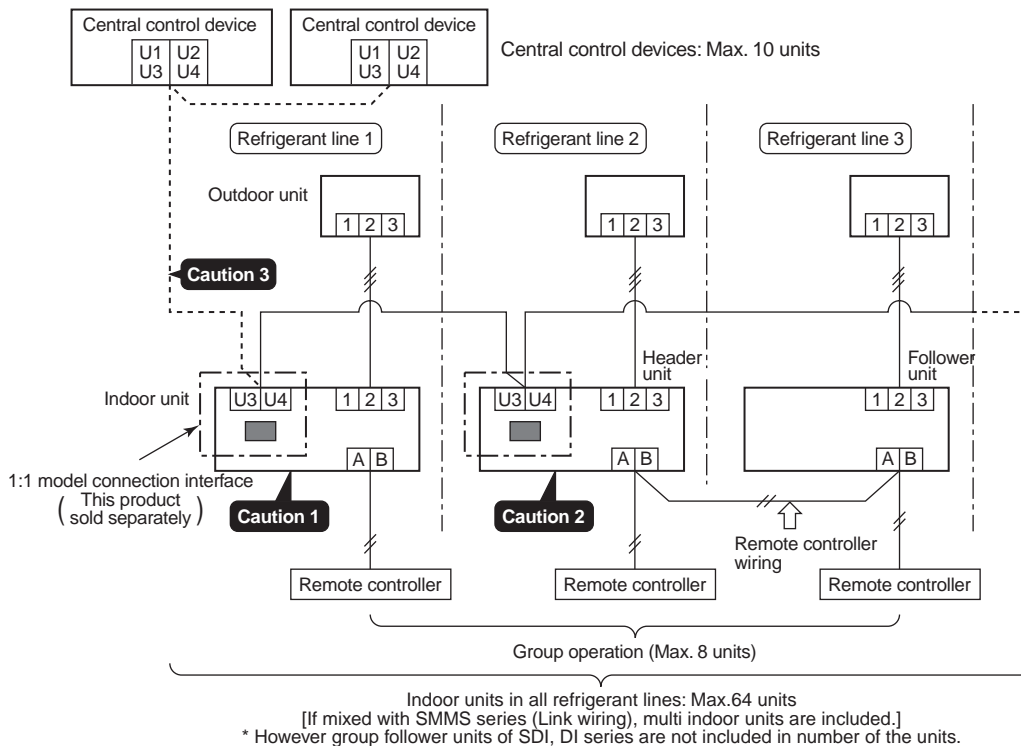 Central control device
U1 U2
U3 U4
Central control device
U1 U2
U3 U4
Central control devices: Max. 10 units
Refrigerant line 1
Refrigerant line 2
Refrigerant line 3
Outdoor unit
1 2 3
1 2 3
1 2 3
Caution 3
Header
unit
Follower
unit
Indoor unit
U3 U4
1 2 3
U3 U4
1 2 3
1 2 3
A B
A B
A B
1:1 model connection interface
( This product
sold separately )
Caution 1
Caution 2
Remote controller
wiring
Remote controller
Remote controller
Remote controller
Group operation (Max. 8 units)
Indoor units in all refrigerant lines: Max.64 units
[If mixed with SMMS series (Link wiring), multi indoor units are included.]
* However group follower units of SDI, DI series are not included in number of the units.